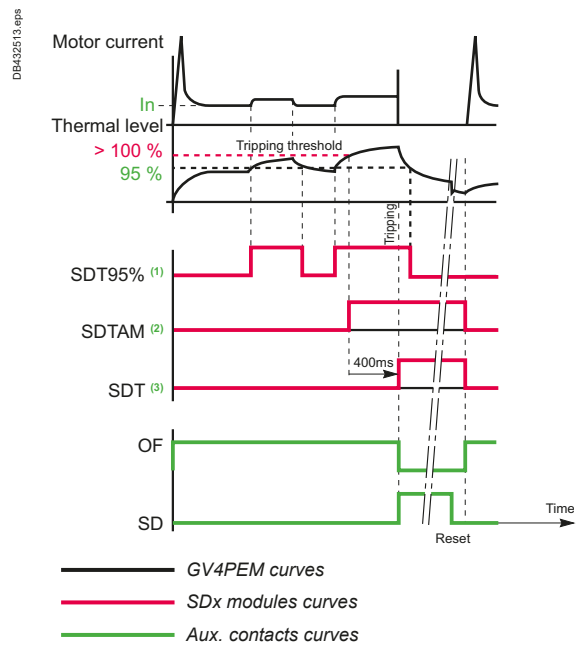 DB432513.eps
Motor current
In
Thermal level
> 100 %
Tripping threshold
95 %
Tripping
SDT95% (1)
SDTAM (2)
400ms
SDT (3)
OF
SD
Time
Reset
GV4PEM curves
SDx modules curves
Aux. contacts curves